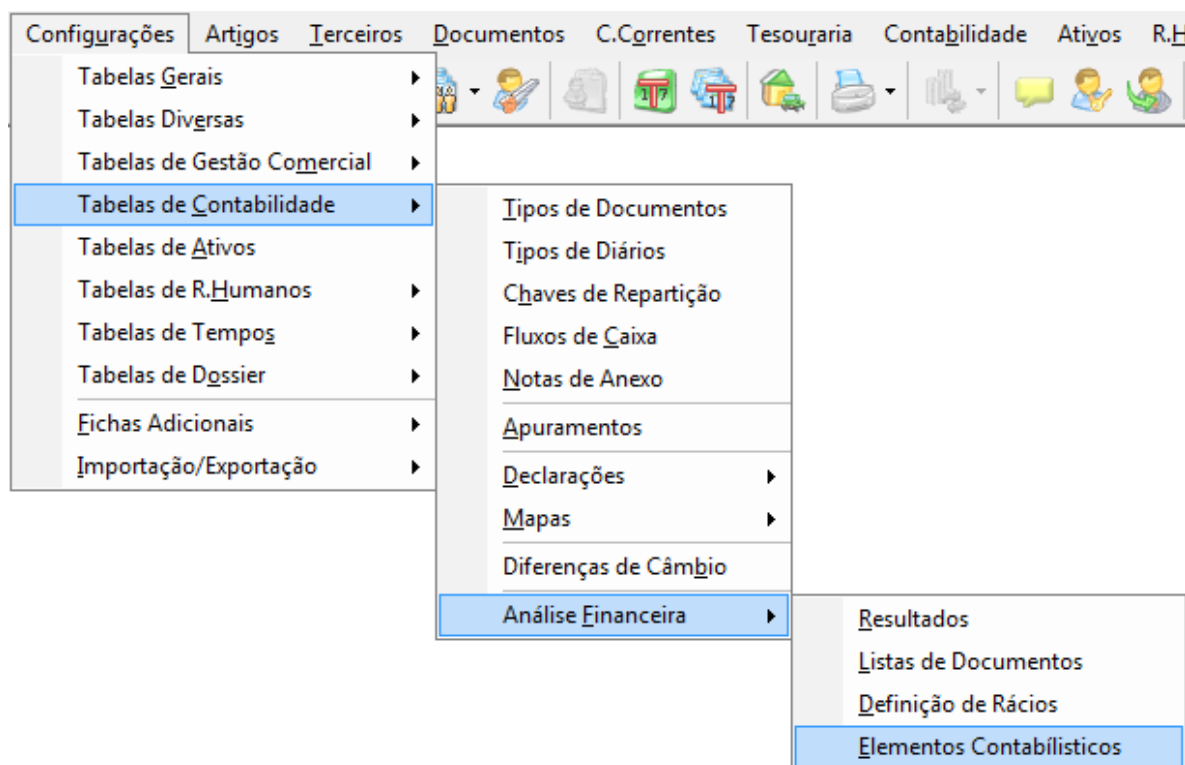 Configurações Artigos Terceiros Documentos C.Correntes Tesouraria Contabilidade Ativos R.H
Tabelas Gerais
Tabelas Diversas
Tabelas de Gestão Comercial
Tabelas de Contabilidade
Tabelas de Ativos
Tabelas de R.Humanos
Tabelas de Tempos
Tabelas de Dossier
Fichas Adicionais
Importação/Exportação
Tipos de Documentos
Tipos de Diários
Chaves de Repartição
Fluxos de Caixa
Notas de Anexo
Apuramentos
Declarações
Mapas
Diferenças de Câmbio
Análise Financeira
Resultados
Listas de Documentos
Definição de Rácios
Elementos Contabílisticos